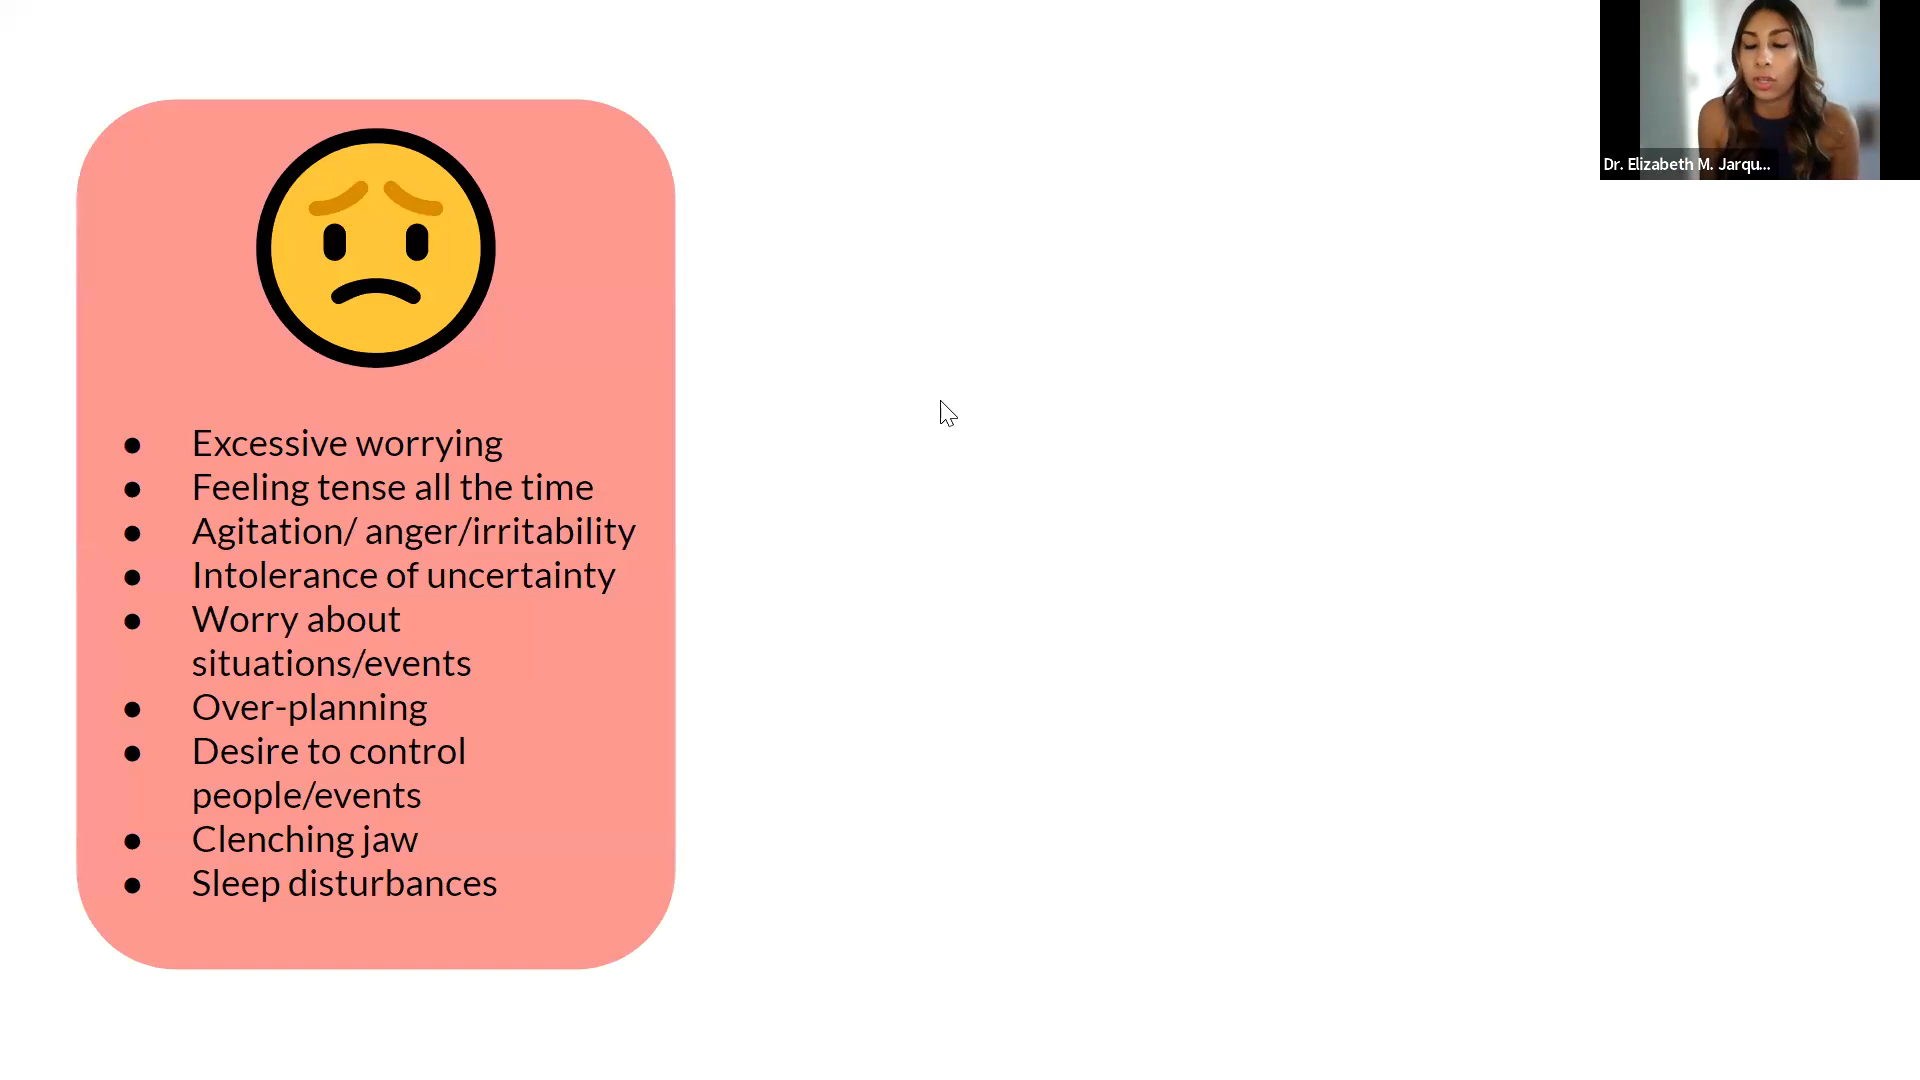 Dr. Elizabeth M. Jarqu...
● Excessive worrying
● Feeling tense all the time
● Agitation/ anger/irritability
● Intolerance of uncertainty
● Worry about
situations/events
● Over-planning
● Desire to control
people/events
● Clenching jaw
● Sleep disturbances